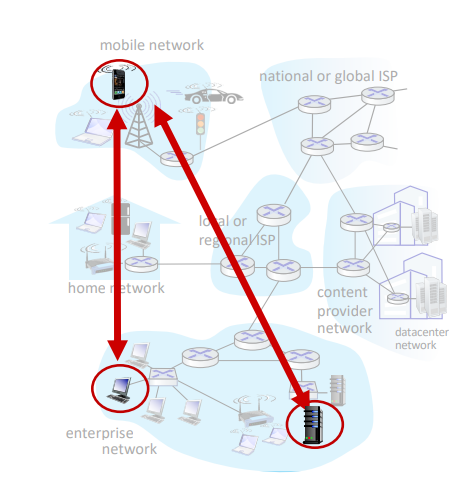 mobile network
national or global ISP
local or
regional ISP
home network
content
provider
network
datacenter
network
enterprise
network